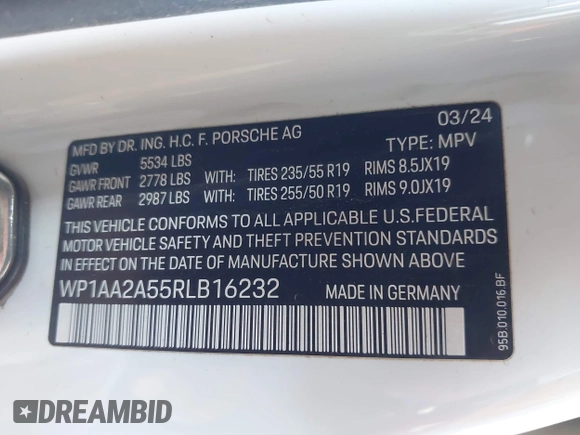 MFD BY DR. ING. H.C. F. PORSCHE AG 03/24
GVWR 5534 LBS TYPE: MPV
GAWR FRONT 2778 LBS WITH: TIRES 235/55 R19 RIMS 8.5JX19
GAWR REAR 2987 LBS WITH: TIRES 255/50 R19 RIMS 9.0JX19
THIS VEHICLE CONFORMS TO ALL APPLICABLE U.S.FEDERAL
MOTOR VEHICLE SAFETY AND THEFT PREVENTION STANDARDS
IN EFFECT ON THE DATE OF MANUFACTURE SHOWN ABOVE
WP1AA2A55RLB16232 MADE IN GERMANY
95B.010.016.BF
DREAMBID